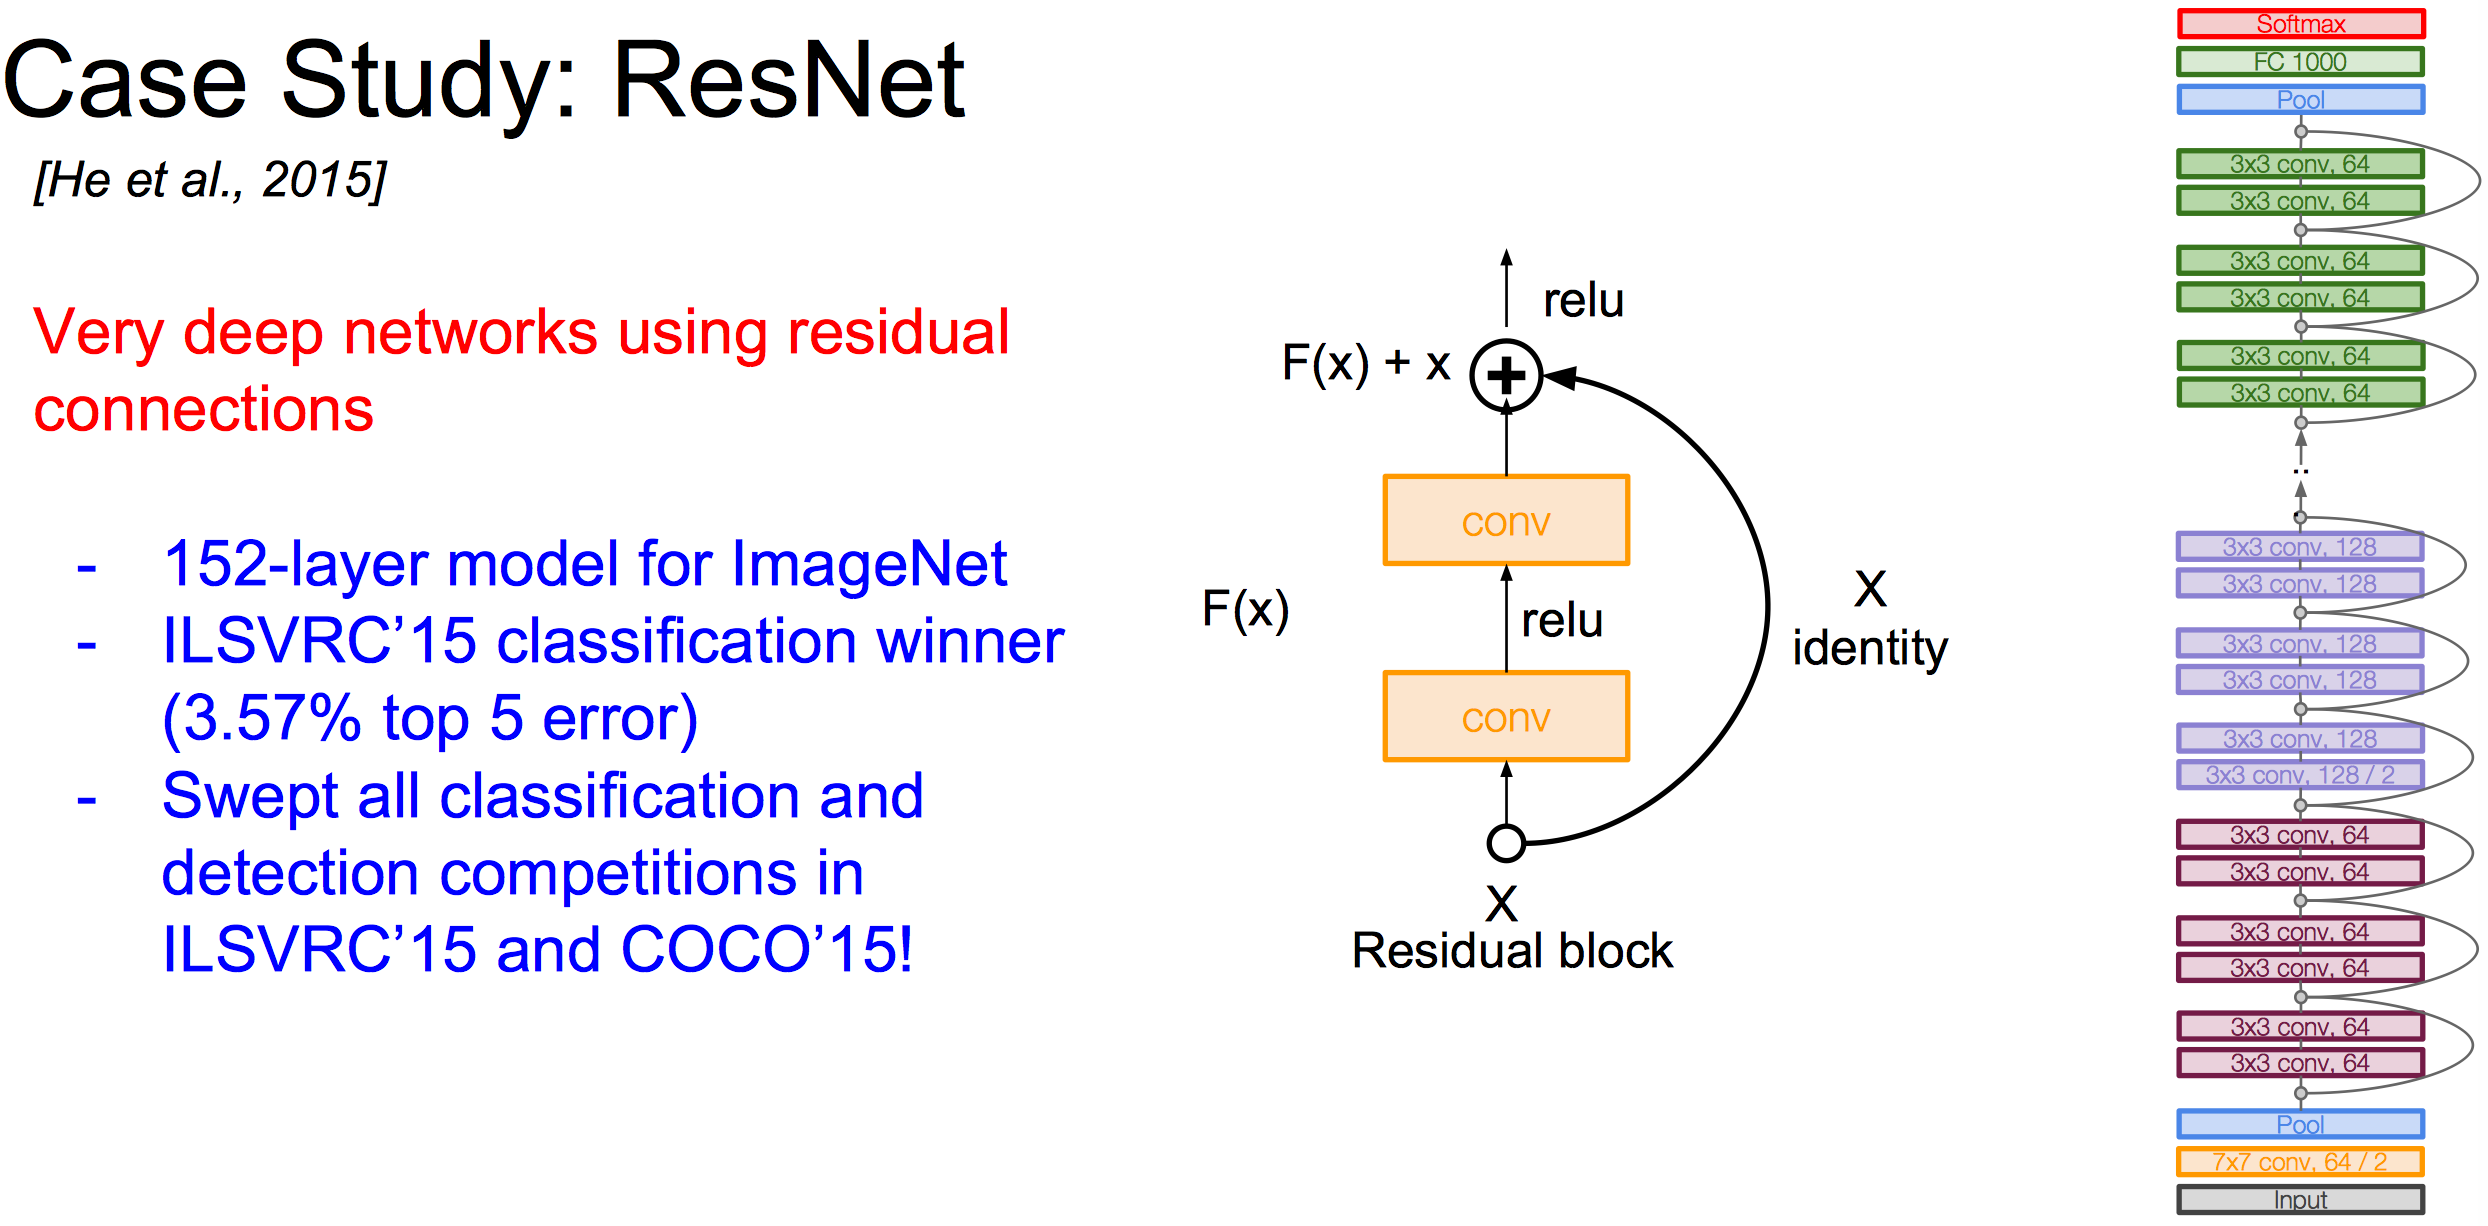 Case Study: ResNet
[He et al., 2015]
Very deep networks using residual
connections
- 152-layer model for ImageNet
- ILSVRC’15 classification winner
(3.57% top 5 error)
- Swept all classification and
detection competitions in
ILSVRC’15 and COCO’15!
relu
F(x) + x
conv
F(x)
relu
X
identity
conv
X
Residual block
Softmax
FC 1000
Pool
3x3 conv, 64
3x3 conv, 64
3x3 conv, 64
3x3 conv, 64
3x3 conv, 64
3x3 conv, 64
..
3x3 conv, 128
3x3 conv, 128
3x3 conv, 128
3x3 conv, 128
3x3 conv, 128
3x3 conv, 128 / 2
3x3 conv, 64
3x3 conv, 64
3x3 conv, 64
3x3 conv, 64
3x3 conv, 64
3x3 conv, 64
Pool
7x7 conv, 64 / 2
Input